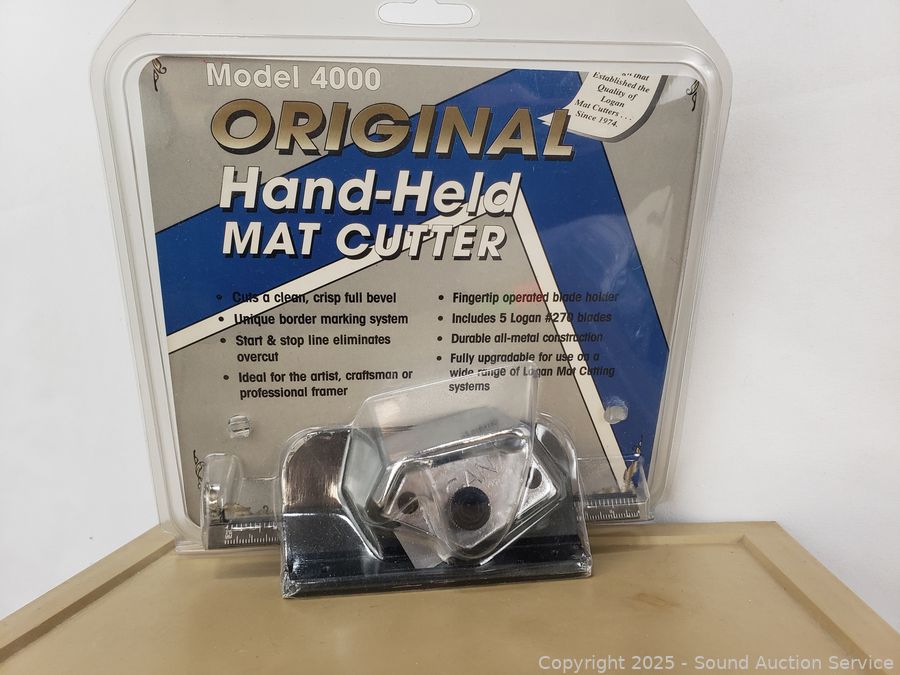 Model 4000
ORIGINAL
Hand-Held
MAT CUTTER
that
Established the
Quality of
Logan
Mat Cutters . . .
Since 1974.
• Cuts a clean, crisp full bevel
• Unique border marking system
• Start & stop line eliminates
overcut
• Ideal for the artist, craftsman or
professional framer
• Fingertip operated blade holder
• Includes 5 Logan #270 blades
• Durable all-metal construction
• Fully upgradable for use on a
wide range of Logan Mat Cutting
systems
Copyright 2025 - Sound Auction Service